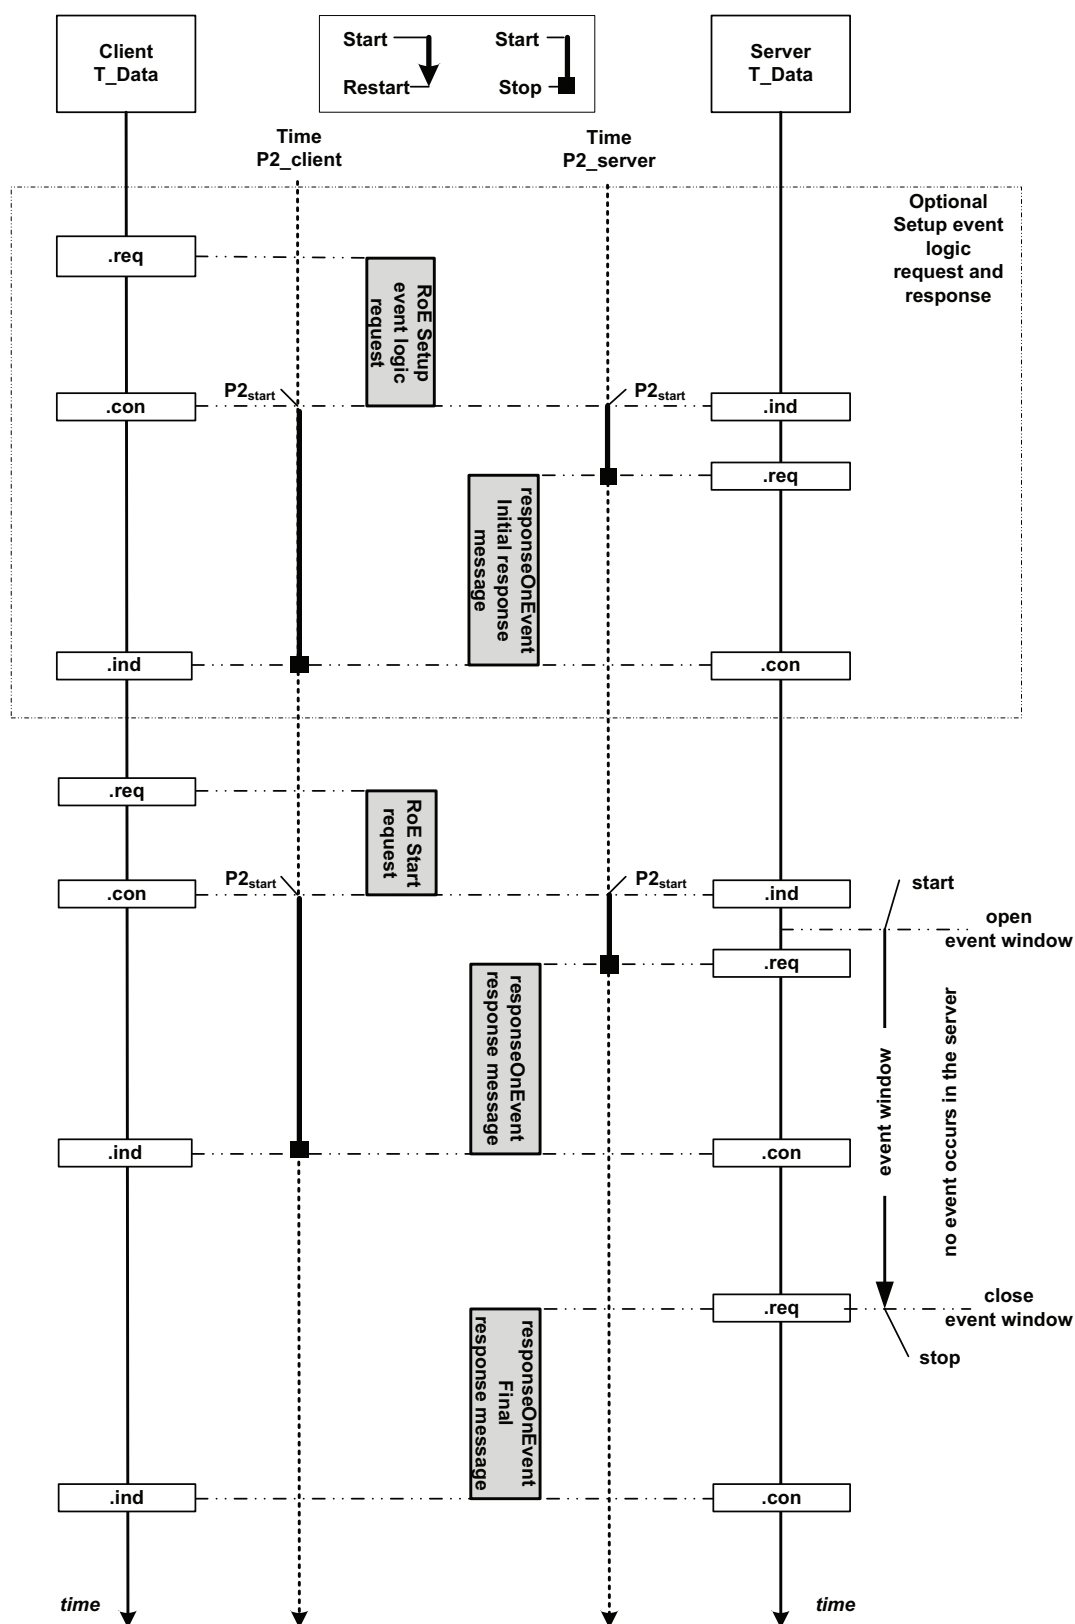 Client
T_Data
Start
Restart
Start
Stop
Server
T_Data
Time
P2_client
Time
P2_server
Optional
Setup event
logic
request and
response
.req
RoE Setup
event logic
request
.con
P2start
P2start
.ind
.req
responseOnEvent
Initial response
message
.ind
.con
.req
RoE Start
request
.con
P2start
P2start
.ind
start
open
event window
.req
responseOnEvent
response message
event window
no event occurs in the server
.ind
.con
.req
close
event window
stop
responseOnEvent
Final
response message
.ind
.con
time
time